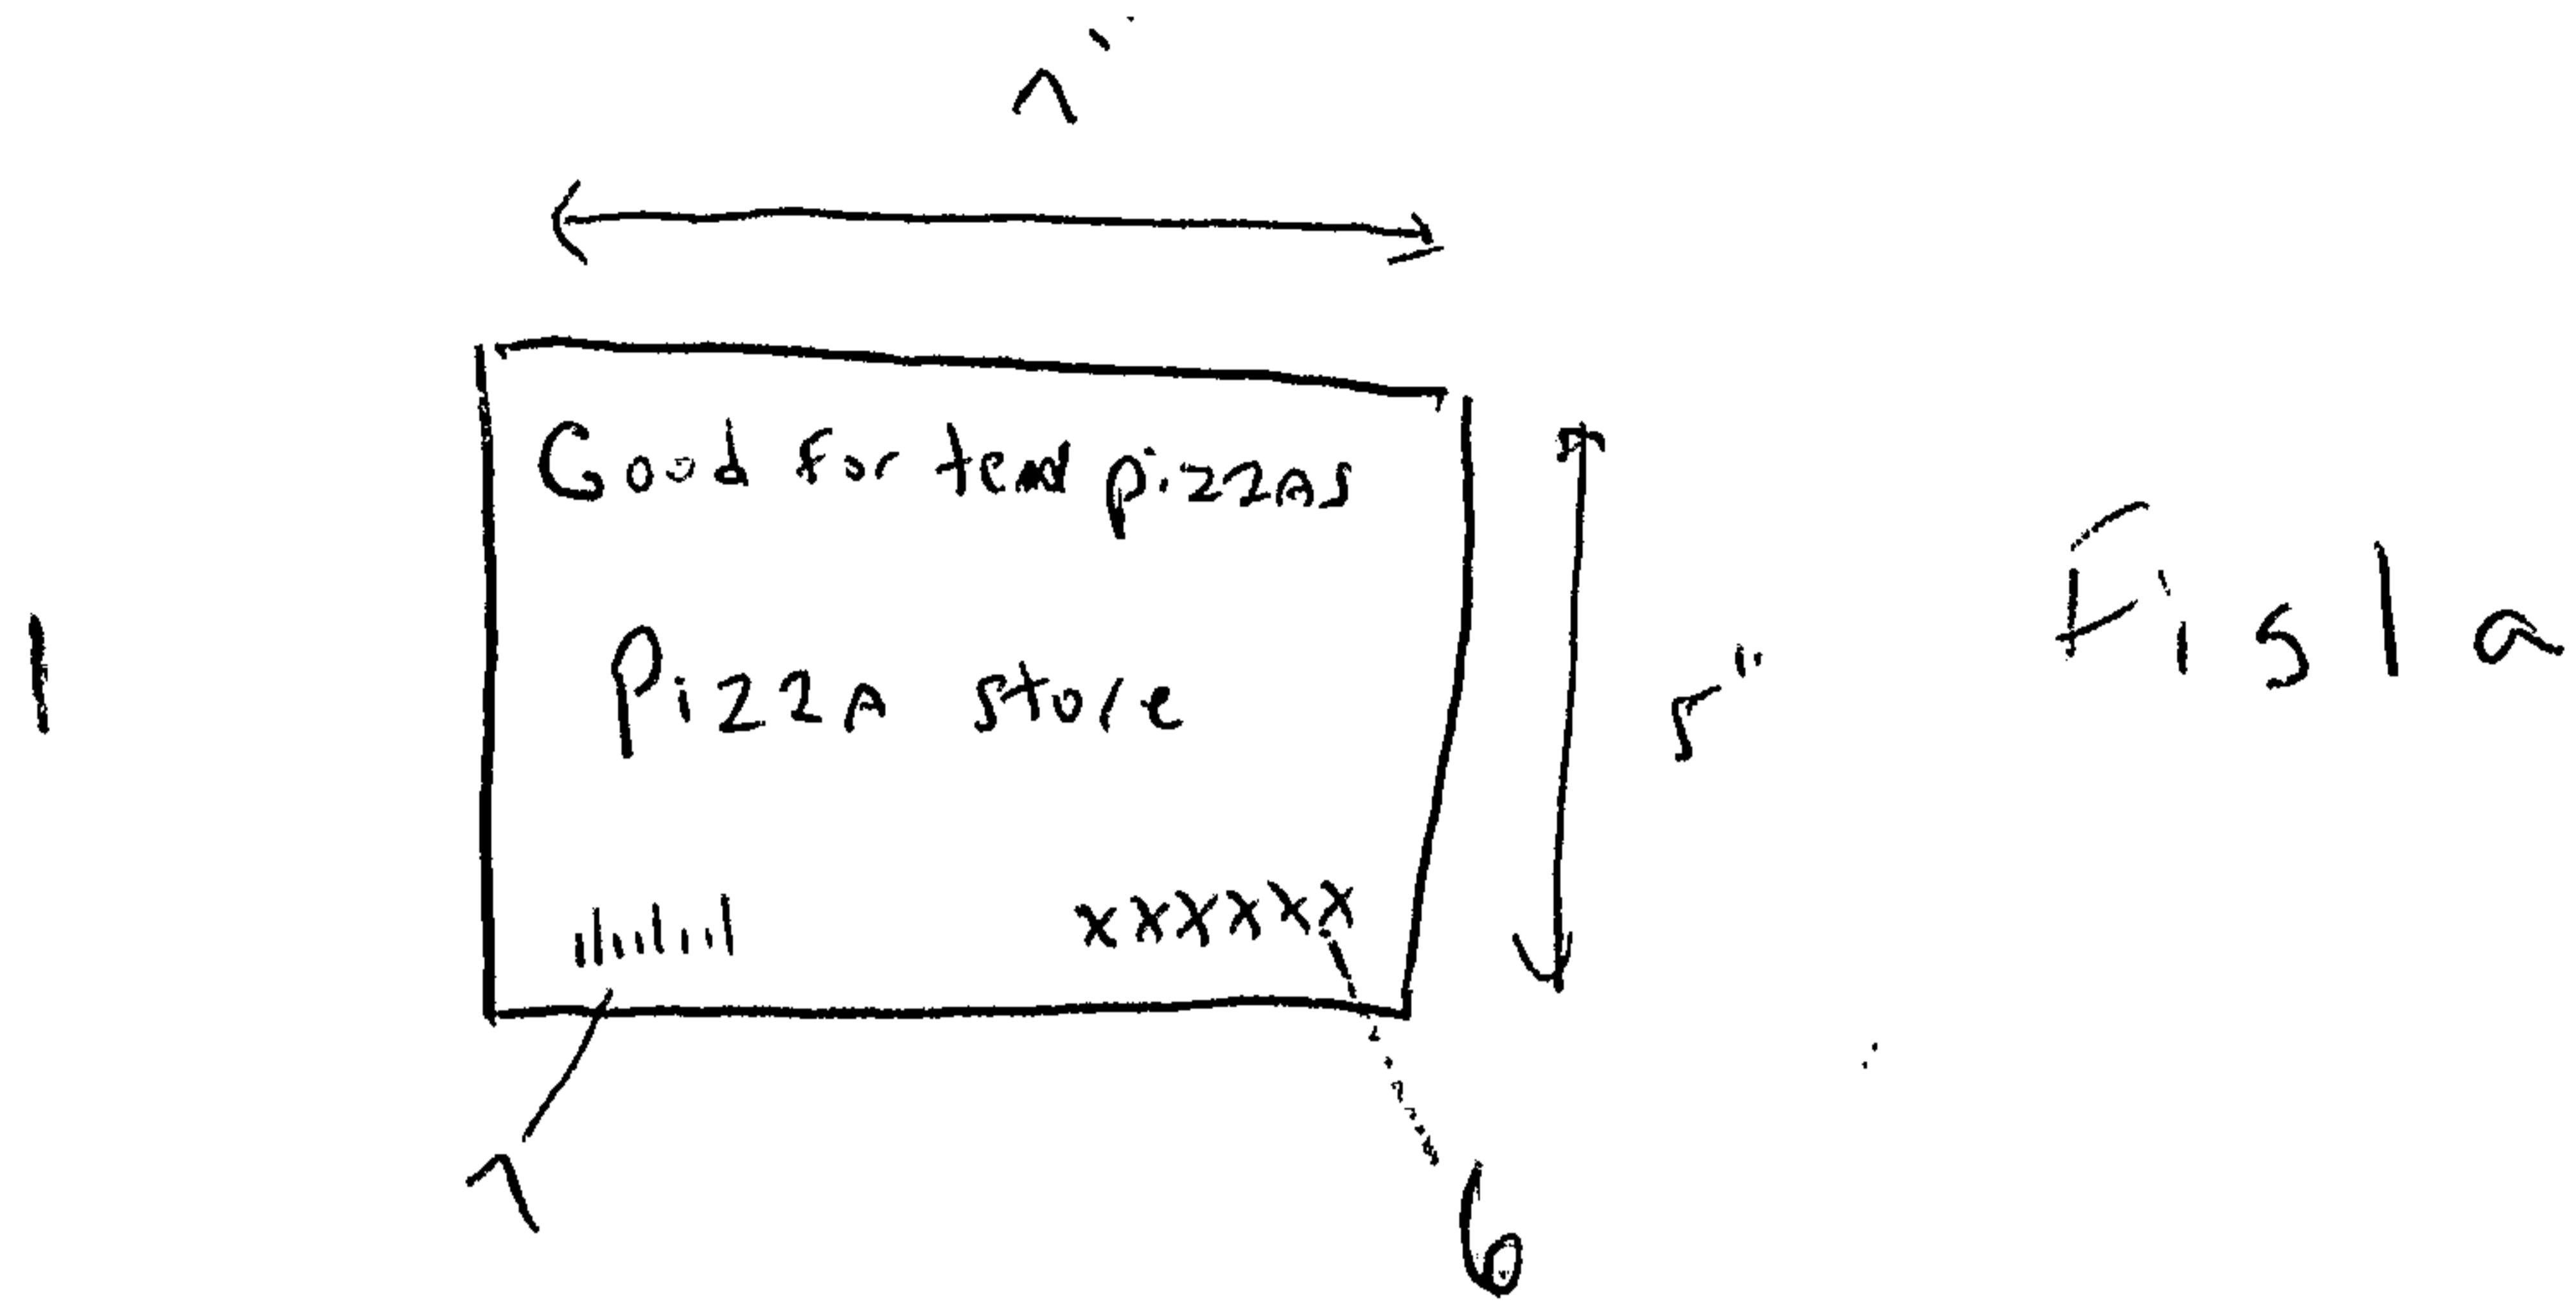 7"
Good for ten pizzas
1
Pizza store
5"
Fig 1a
xxxxxx
7
6